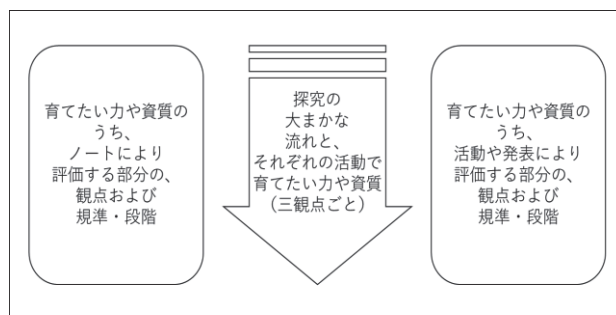 育てたい力や資質の
うち、
ノートにより
評価する部分の、
観点および
規準・段階
探究の
大まかな
流れと、
それぞれの活動で
育てたい力や資質
(三観点ごと)
育てたい力や資質の
うち、
活動や発表により
評価する部分の、
観点および
規準・段階